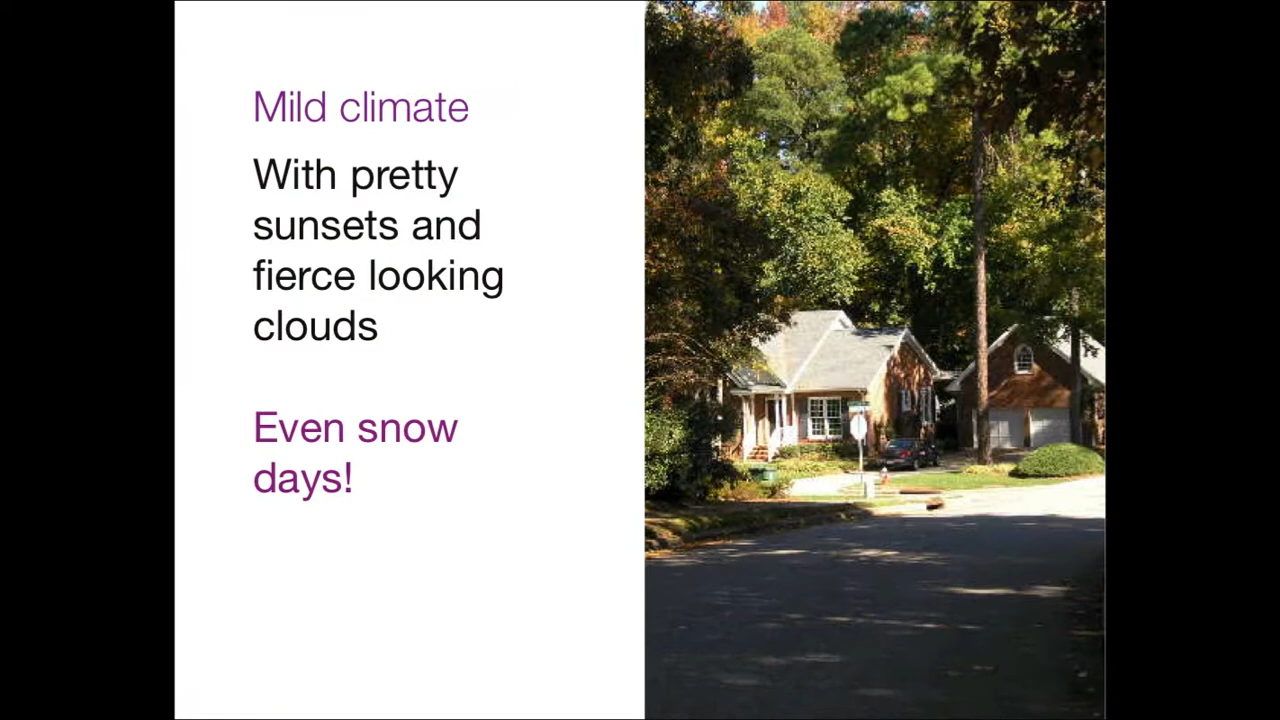 Mild climate
With pretty
sunsets and
fierce looking
clouds
Even snow
days!